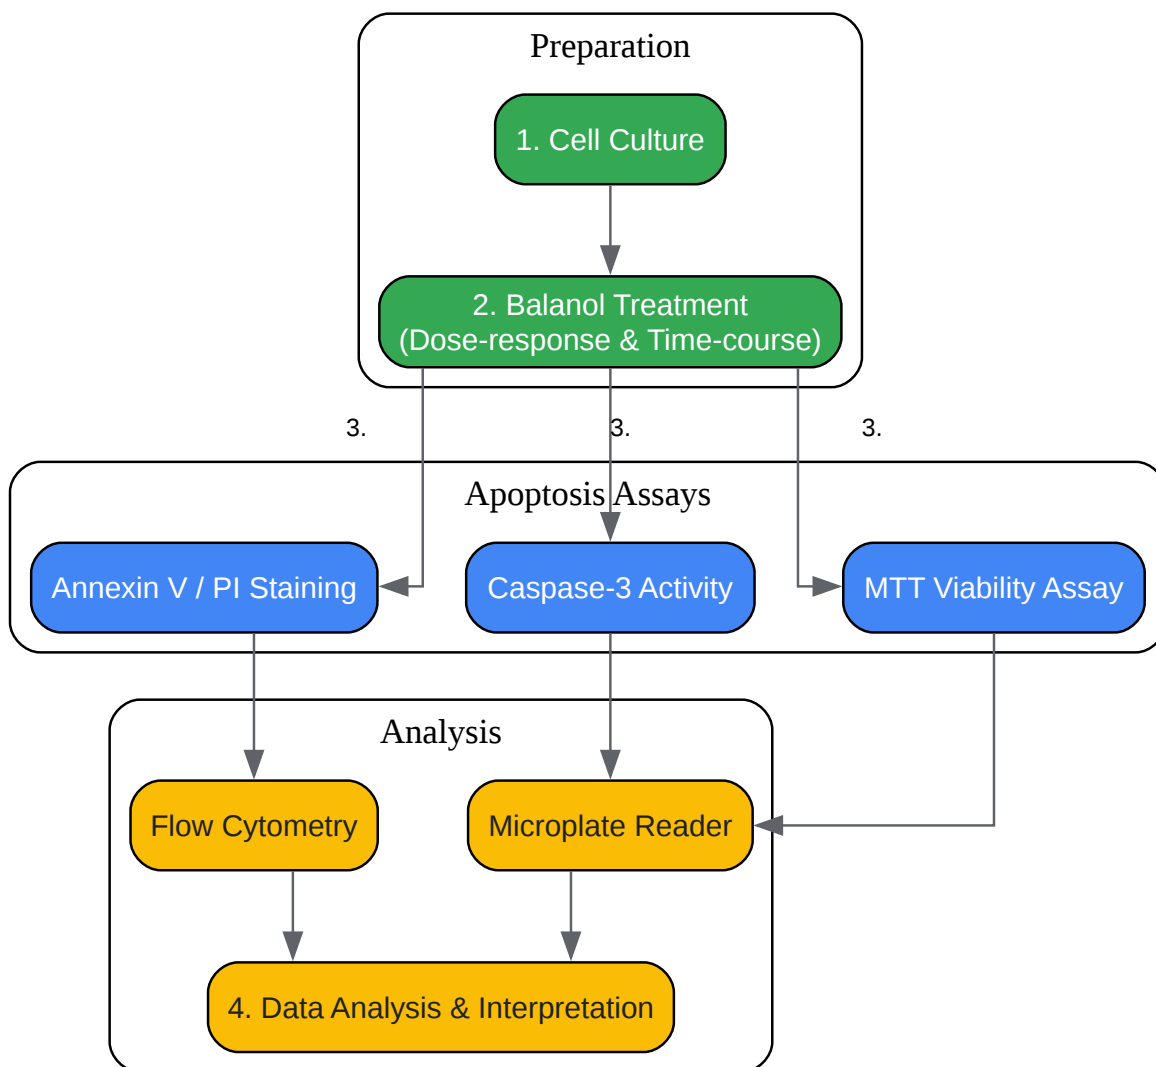 Preparation
1. Cell Culture
2. Balanol Treatment
(Dose-response & Time-course)
3.
3.
3.
Apoptosis Assays
Annexin V / PI Staining
Caspase-3 Activity
MTT Viability Assay
Analysis
Flow Cytometry
Microplate Reader
4. Data Analysis & Interpretation